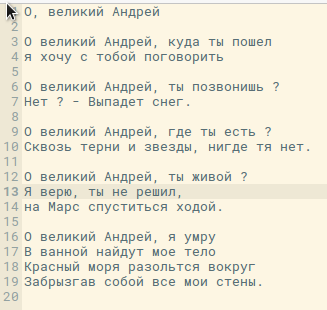 О, великий Андрей
2
3 О великий Андрей, куда ты пошел
4 я хочу с тобой поговорить
5
6 О великий Андрей, ты позвонишь ?
7 Нет ? - Выпадет снег.
8
9 О великий Андрей, где ты есть ?
10 Сквозь терни и звезды, нигде тя нет.
11
12 О великий Андрей, ты живой ?
13 Я верю, ты не решил,
14 на Марс спуститься ходой.
15
16 О великий Андрей, я умру
17 В ванной найдут мое тело
18 Красный моря разольтся вокруг
19 Забрызгав собой все мои стены.
20